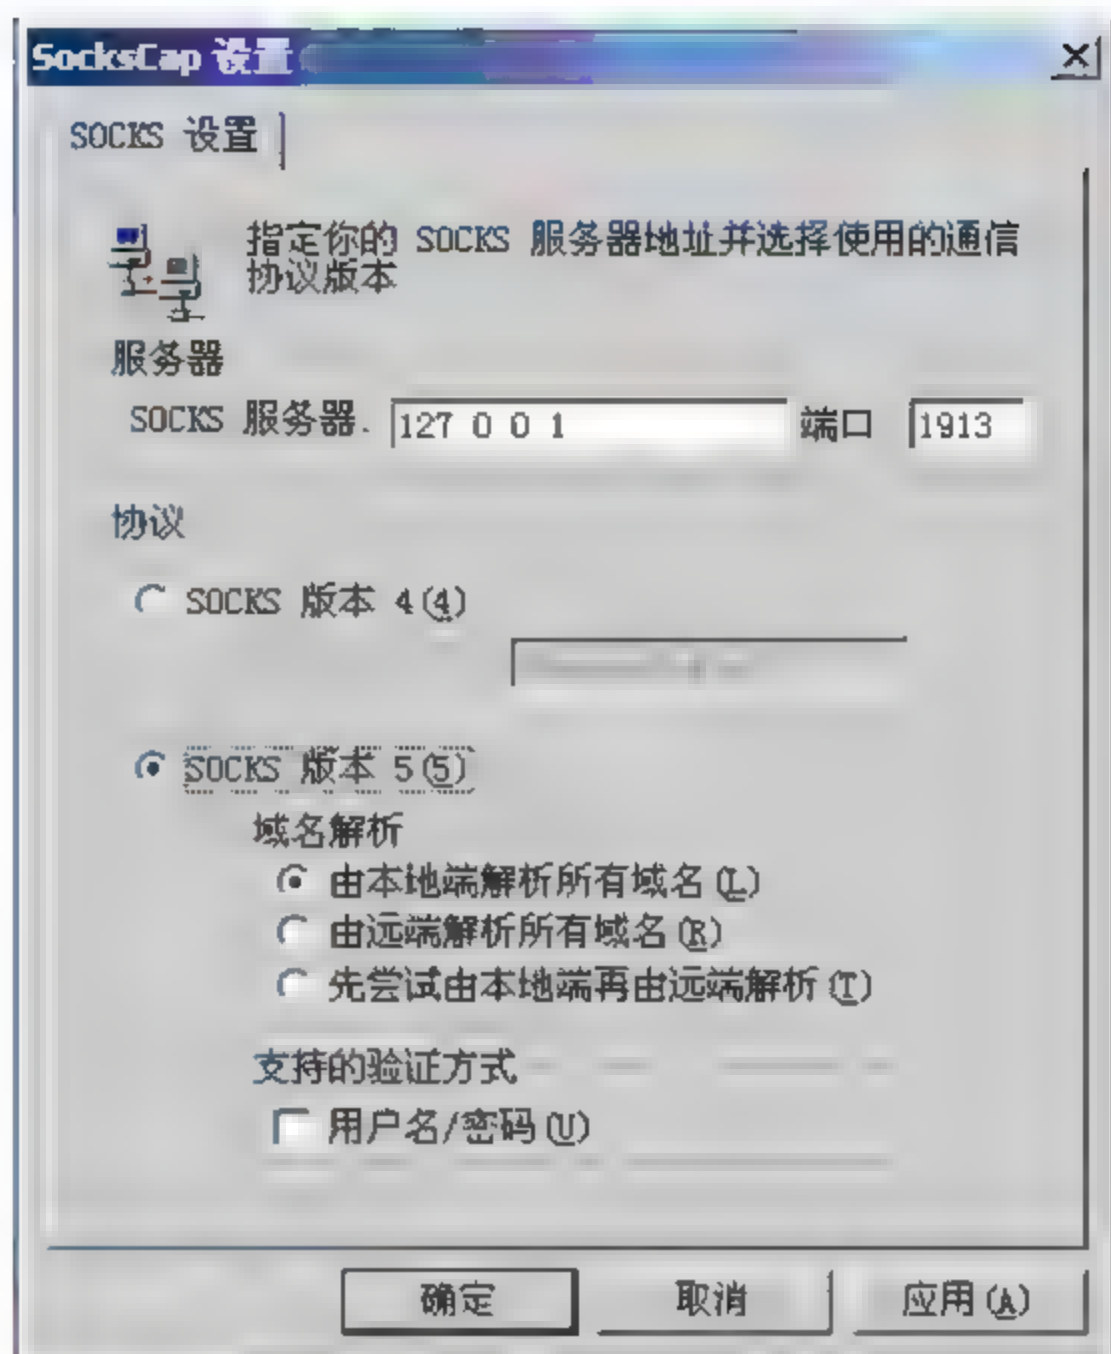 SocksCap 设置
SOCKS 设置
指定你的 SOCKS 服务器地址并选择使用的通信
协议版本
服务器
SOCKS 服务器. 127 0 0 1 端口 1913
协议
SOCKS 版本 4(4)
SOCKS 版本 5(5)
域名解析
由本地端解析所有域名(L)
由远端解析所有域名(R)
先尝试由本地端再由远端解析(T)
支持的验证方式
用户名/密码(U)
确定 取消 应用(A)